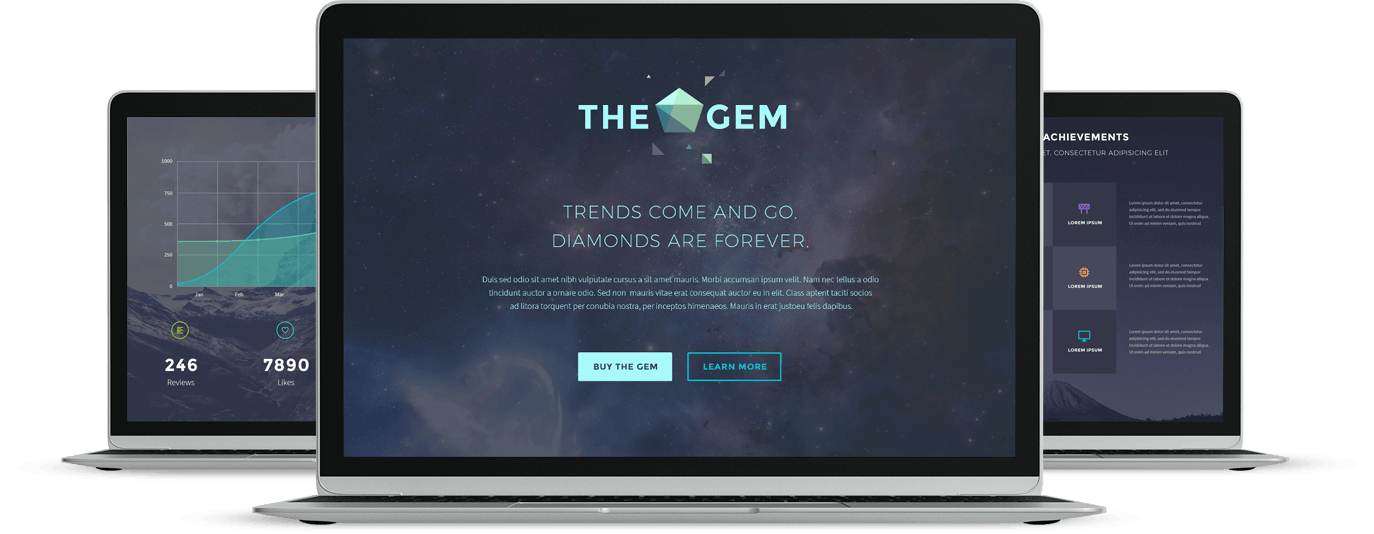 THE GEM
TRENDS COME AND GO.
DIAMONDS ARE FOREVER.
Duis sed odio sit amet nibh vulputate cursus a sit amet mauris. Morbi accumsan ipsum velit. Nam nec tellus a odio
tincidunt auctor a ornare odio. Sed non mauris vitae erat consequat auctor eu in elit. Class aptent taciti socios
ad litora torquent per conubia nostra, per inceptos himenaeos. Mauris in erat justoeu felis dapibus.
BUY THE GEM
LEARN MORE
1000
750
500
250
0
Jan Feb Mar
246 7890
Reviews Likes
ACHIEVEMENTS
ET, CONSECTETUR ADIPISICING ELIT
LOREM IPSUM
Lorem ipsum dolor sit amet, consectetur
adipisicing elit, sed do eiusmod tempor
incididunt ut labore et dolore magna aliqua.
Ut enim ad minim veniam, quis nostrud
LOREM IPSUM
Lorem ipsum dolor sit amet, consectetur
adipisicing elit, sed do eiusmod tempor
incididunt ut labore et dolore magna aliqua.
Ut enim ad minim veniam, quis nostrud
LOREM IPSUM
Lorem ipsum dolor sit amet, consectetur
adipisicing elit, sed do eiusmod tempor
incididunt ut labore et dolore magna aliqua.
Ut enim ad minim veniam, quis nostrud